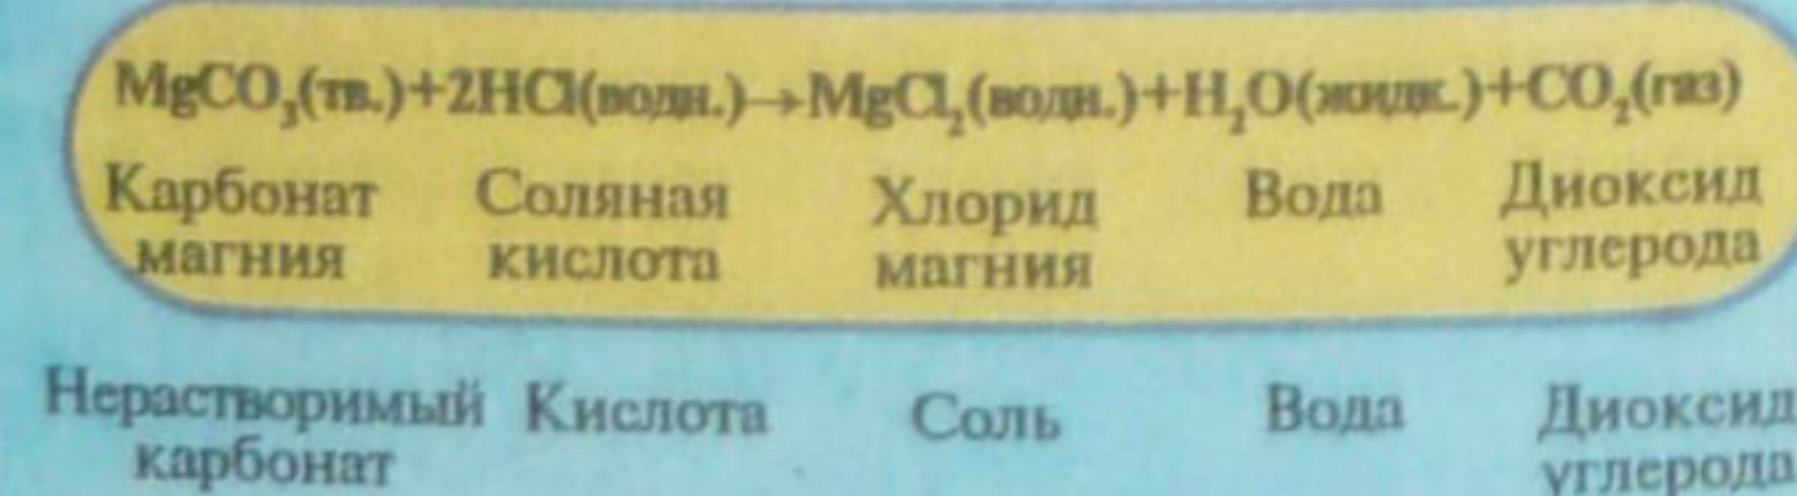 MgCO₃(тв.)+2HCl(водн.)→MgCl₂(водн.)+H₂O(жидк.)+CO₂(газ)
Карбонат Соляная Хлорид Вода Диоксид
магния кислота магния углерода
Нерастворимый Кислота Соль Вода Диоксид
карбонат углерода